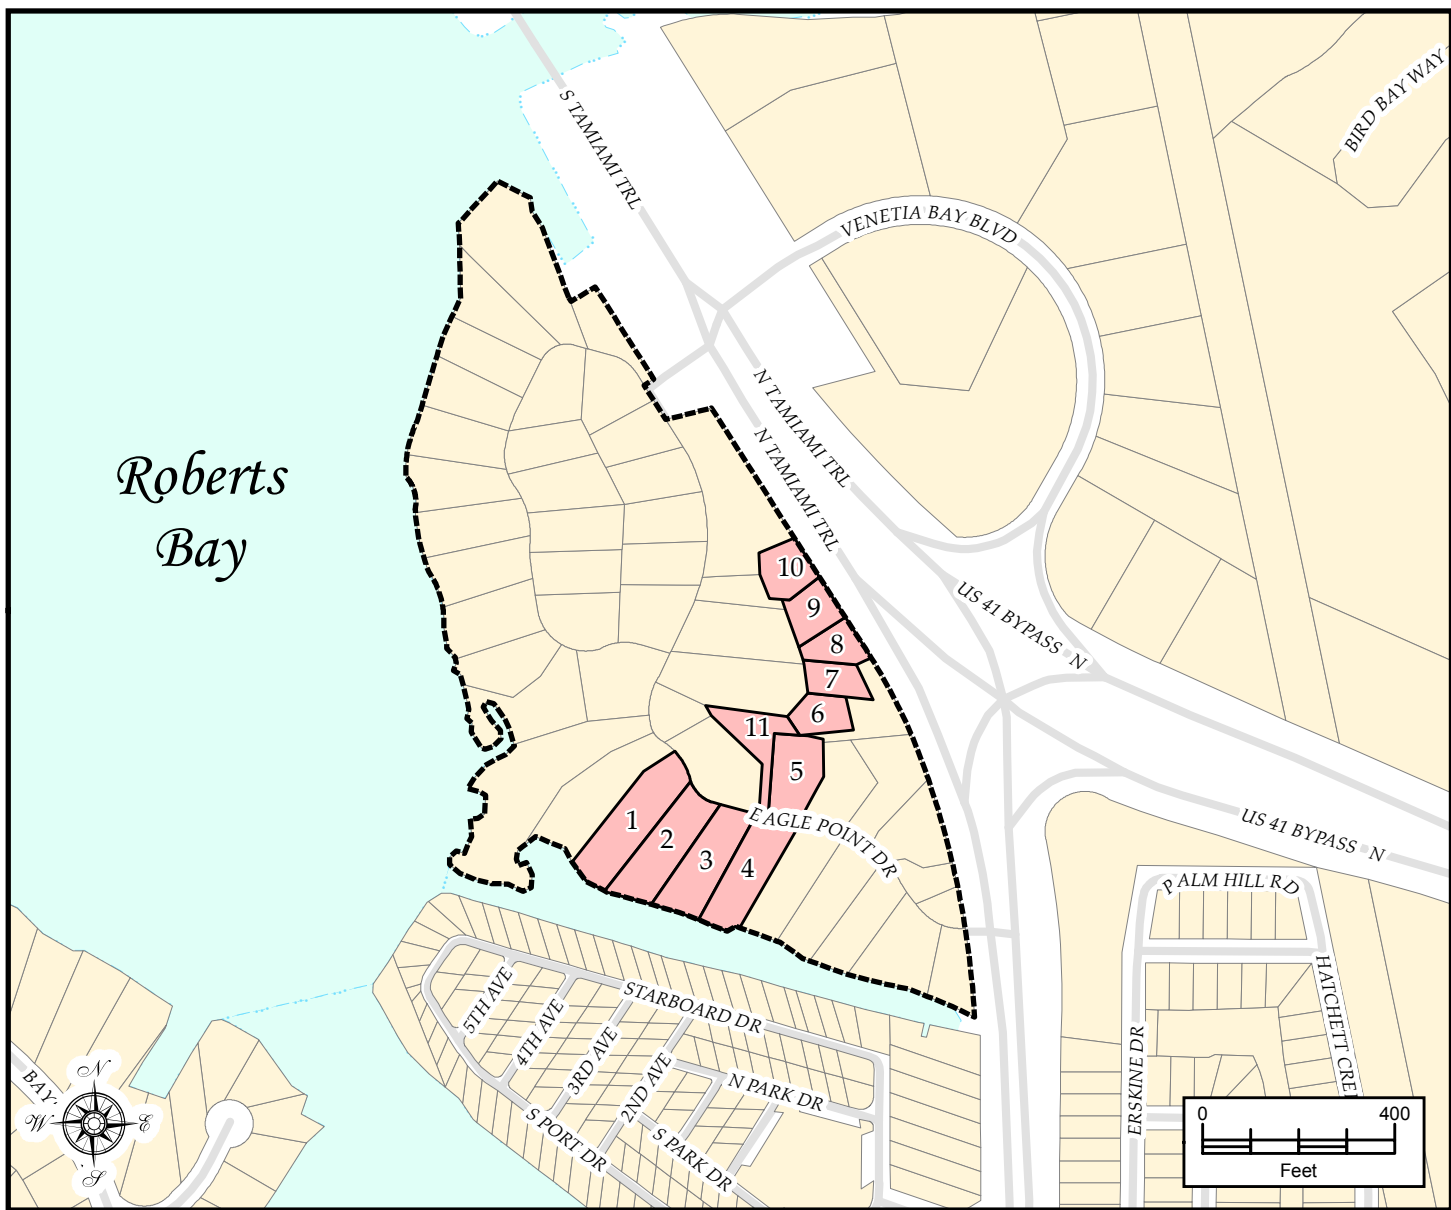 BIRD BAY WAY
S TAMIAMI TRL
VENETIA BAY BLVD
N TAMIAMI TRL
N TAMIAMI TRL
Roberts
Bay
10
9
US 41 BYPASS N
8
7
6
11
5
1
EAGLE POINT DR
2
3
4
US 41 BYPASS N
PALM HILL RD
5TH AVE
STARBOARD DR
4TH AVE
3RD AVE
2ND AVE
N PARK DR
S PORT DR
S PARK DR
HATCHETT CREE
ERSKINE DR
BAY
N
W E
S
0 400
Feet